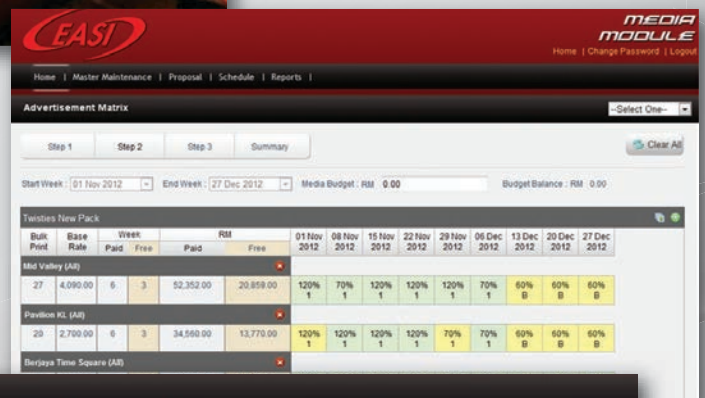 EASI
MEDIA
MODULE
Home | Change Password | Logout
Home | Master Maintenance | Proposal | Schedule | Reports |
Advertisement Matrix --Select One--
Step 1 Step 2 Step 3 Summary Clear All
Start Week : 01 Nov 2012 End Week : 27 Dec 2012 Media Budget : RM 0.00 Budget Balance : RM 0.00
Twisties New Pack
Bulk Print Base Rate Week RM 01 Nov 2012 08 Nov 2012 15 Nov 2012 22 Nov 2012 29 Nov 2012 06 Dec 2012 13 Dec 2012 20 Dec 2012 27 Dec 2012
Paid Free Paid Free
Mid Valley (All)
27 4,090.00 6 3 52,352.00 20,859.00 120% 70% 120% 120% 120% 70% 60% 60% 60%
1 1 1 1 1 1 B B B
Pavilion KL (All)
20 2,700.00 6 3 34,560.00 13,770.00 120% 120% 120% 120% 70% 70% 60% 60% 60%
1 1 1 1 1 1 B B B
Berjaya Time Square (All)